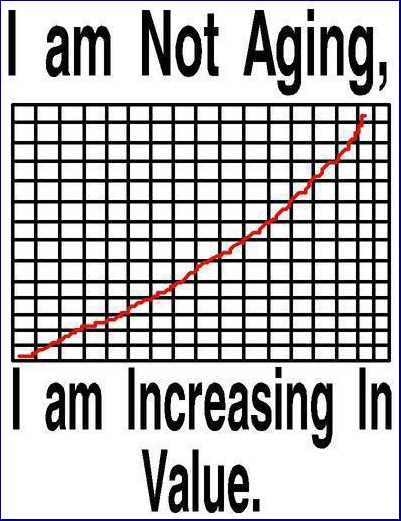 I am Not Aging,
I am Increasing In
Value.